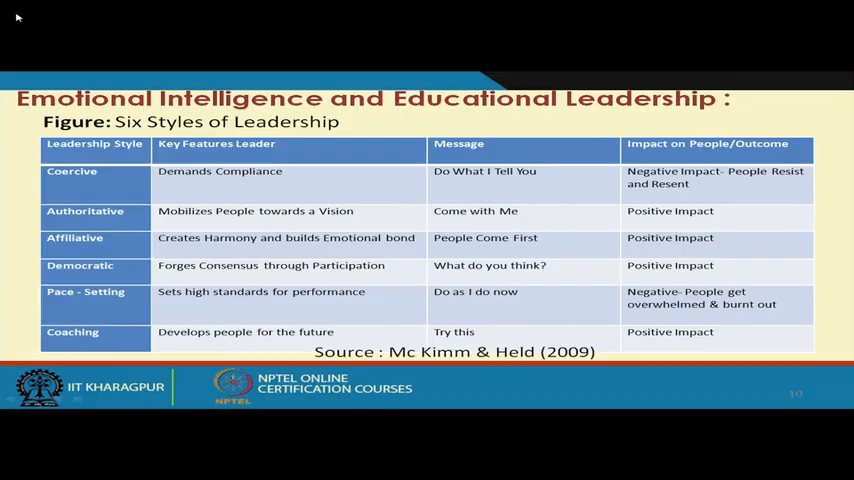 Emotional Intelligence and Educational Leadership :
Figure: Six Styles of Leadership
Leadership Style Key Features Leader Message Impact on People/Outcome
Coercive Demands Compliance Do What I Tell You Negative Impact- People Resist
and Resent
Authoritative Mobilizes People towards a Vision Come with Me Positive Impact
Affiliative Creates Harmony and builds Emotional bond People Come First Positive Impact
Democratic Forges Consensus through Participation What do you think? Positive Impact
Pace - Setting Sets high standards for performance Do as I do now Negative- People get
overwhelmed & burnt out
Coaching Develops people for the future Try this Positive Impact
Source : Mc Kimm & Held (2009)
IIT KHARAGPUR
NPTEL
NPTEL ONLINE
CERTIFICATION COURSES
10